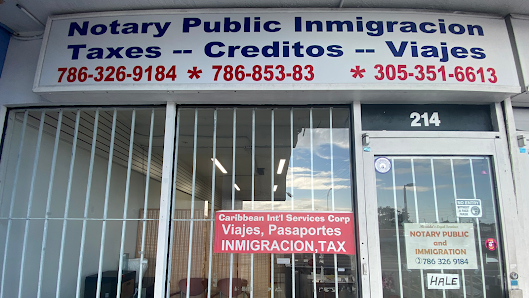 Notary Public Inmigracion
Taxes -- Creditos -- Viajes
786-326-9184 * 786-853-83 * 305-351-6613
214
Caribbean Int'l Services Corp
Viajes, Pasaportes
INMIGRACION,TAX
NOTARY PUBLIC
and
IMMIGRATION
786 326 9184
HALE